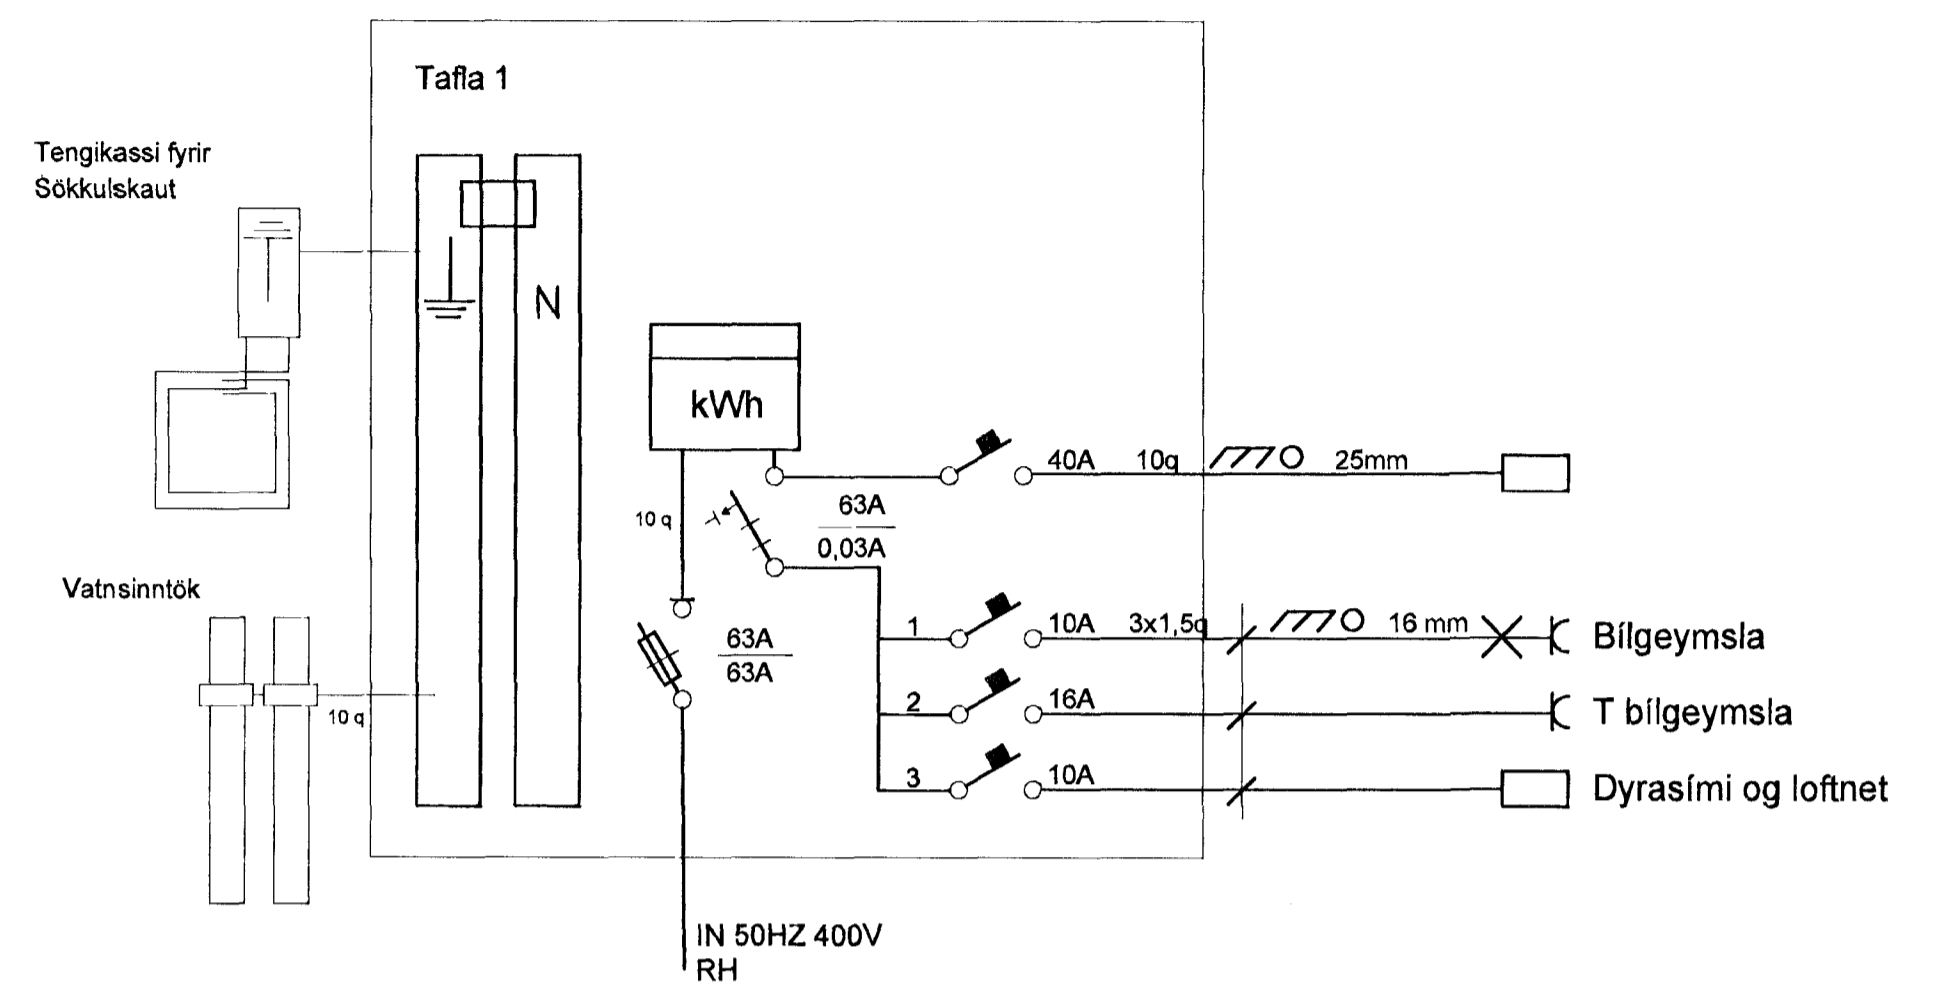 Tafla 1
Tengikassi fyrir
Sökkulskaut
N
kWh
40A 10q 25mm
10 q
63A
0,03A
Vatnsinntök
1 10A 3x1,5q 16 mm Bílgeymsla
63A
63A
2 16A T bílgeymsla
10 q
3 10A Dyrasími og loftnet
IN 50HZ 400V
RH